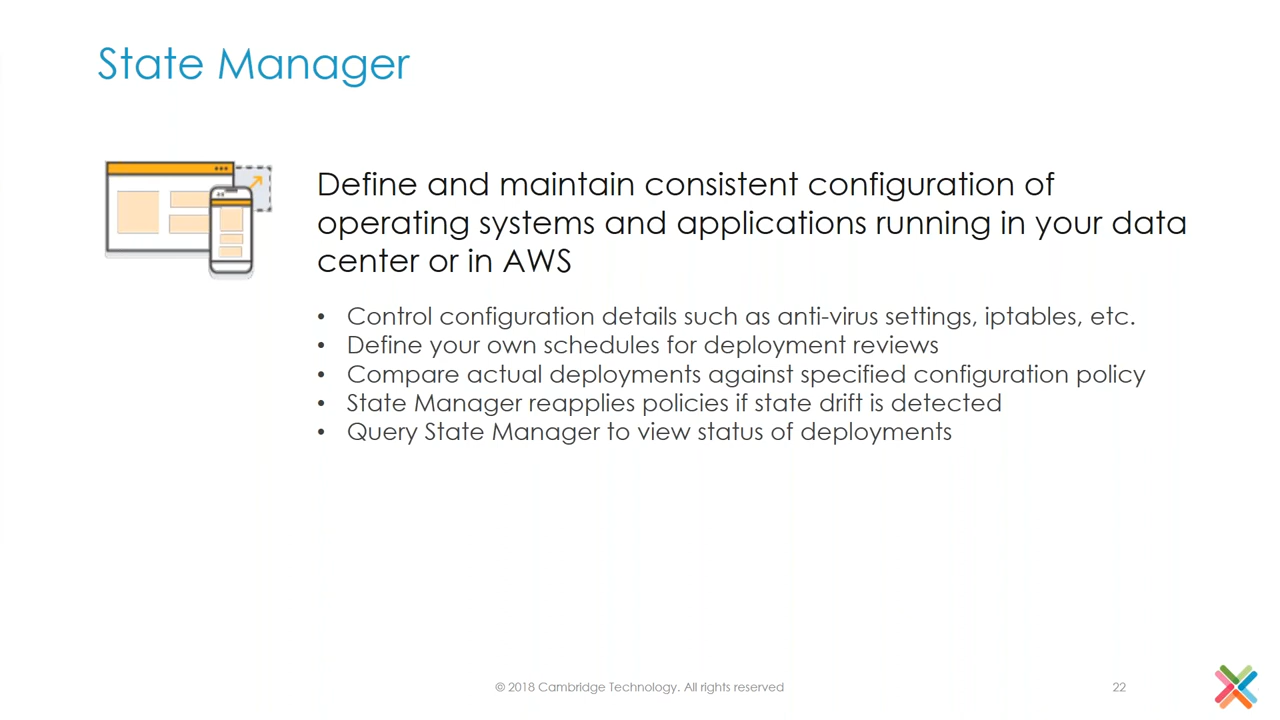 State Manager
Define and maintain consistent configuration of
operating systems and applications running in your data
center or in AWS
• Control configuration details such as anti-virus settings, iptables, etc.
• Define your own schedules for deployment reviews
• Compare actual deployments against specified configuration policy
• State Manager reapplies policies if state drift is detected
• Query State Manager to view status of deployments
© 2018 Cambridge Technology. All rights reserved
22